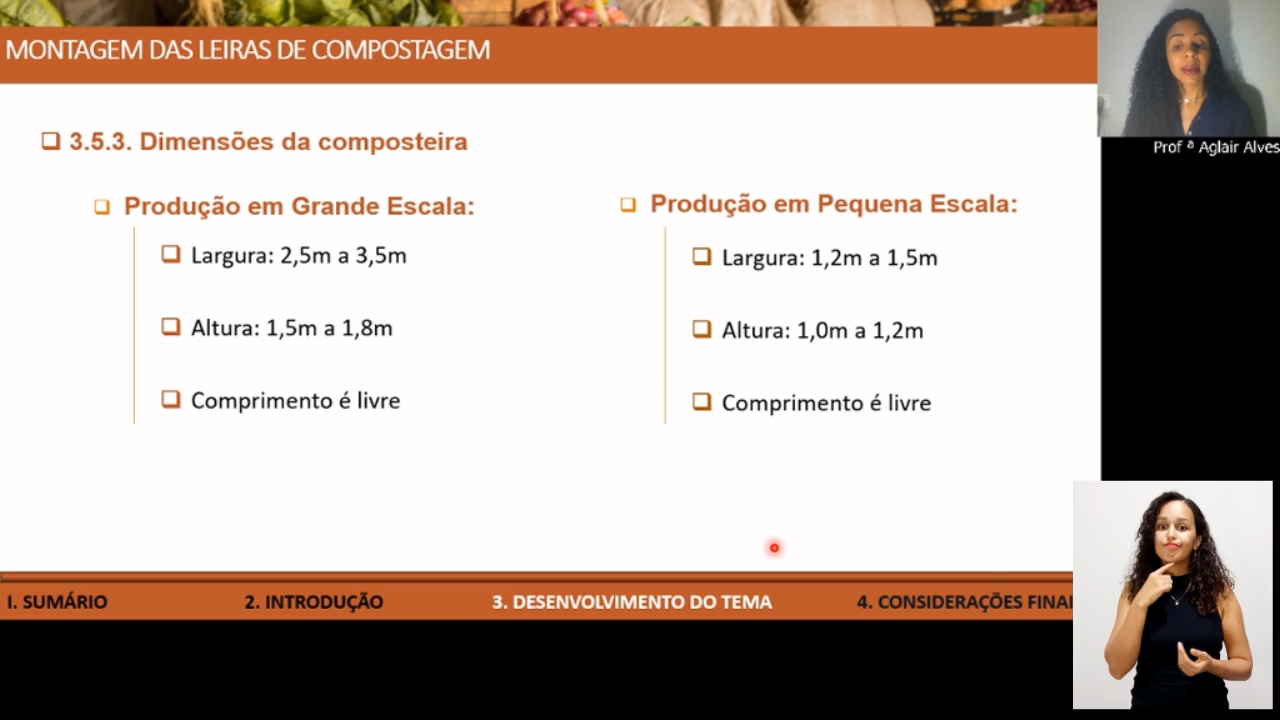 MONTAGEM DAS LEIRAS DE COMPOSTAGEM
Prof ª Aglair Alves
3.5.3. Dimensões da composteira
Produção em Grande Escala:
Largura: 2,5m a 3,5m
Altura: 1,5m a 1,8m
Comprimento é livre
Produção em Pequena Escala:
Largura: 1,2m a 1,5m
Altura: 1,0m a 1,2m
Comprimento é livre
I. SUMÁRIO
2. INTRODUÇÃO
3. DESENVOLVIMENTO DO TEMA
4. CONSIDERAÇÕES FINAI